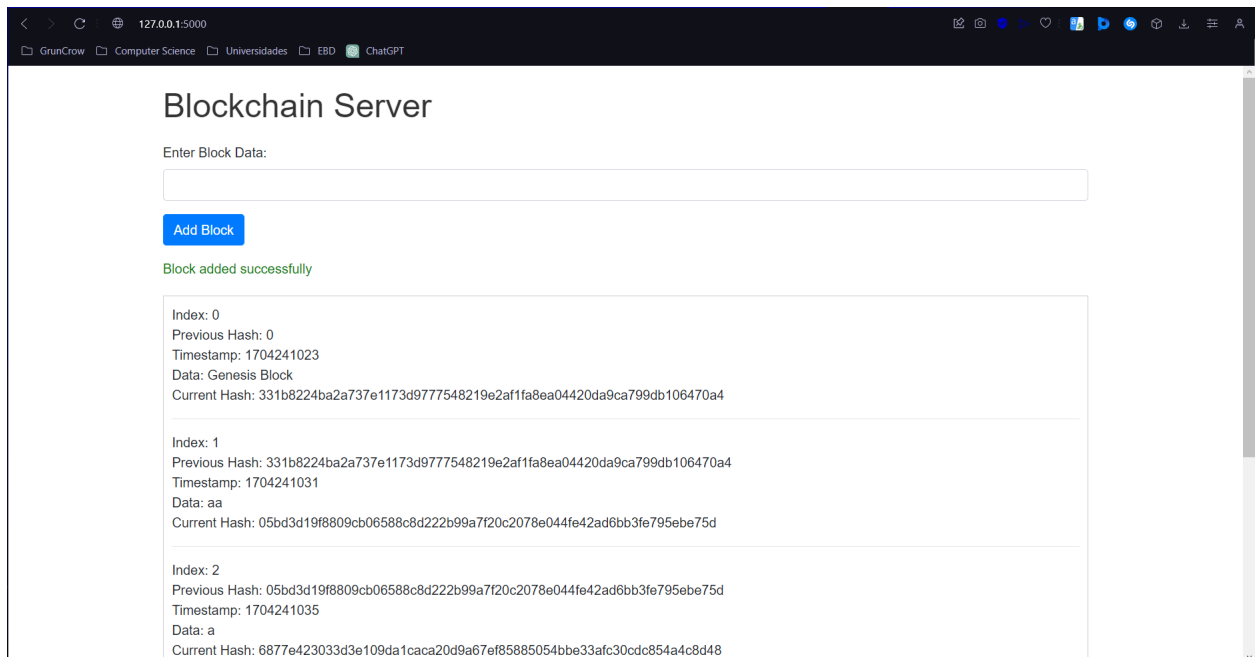 127.0.0.1:5000
GrunCrow Computer Science Universidades EBD ChatGPT
Blockchain Server
Enter Block Data:
Add Block
Block added successfully
Index: 0
Previous Hash: 0
Timestamp: 1704241023
Data: Genesis Block
Current Hash: 331b8224ba2a737e1173d9777548219e2af1fa8ea04420da9ca799db106470a4
Index: 1
Previous Hash: 331b8224ba2a737e1173d9777548219e2af1fa8ea04420da9ca799db106470a4
Timestamp: 1704241031
Data: aa
Current Hash: 05bd3d19f8809cb06588c8d222b99a7f20c2078e044fe42ad6bb3fe795ebe75d
Index: 2
Previous Hash: 05bd3d19f8809cb06588c8d222b99a7f20c2078e044fe42ad6bb3fe795ebe75d
Timestamp: 1704241035
Data: a
Current Hash: 6877e423033d3e109da1caca20d9a67ef85885054bbe33afc30cdc854a4c8d48